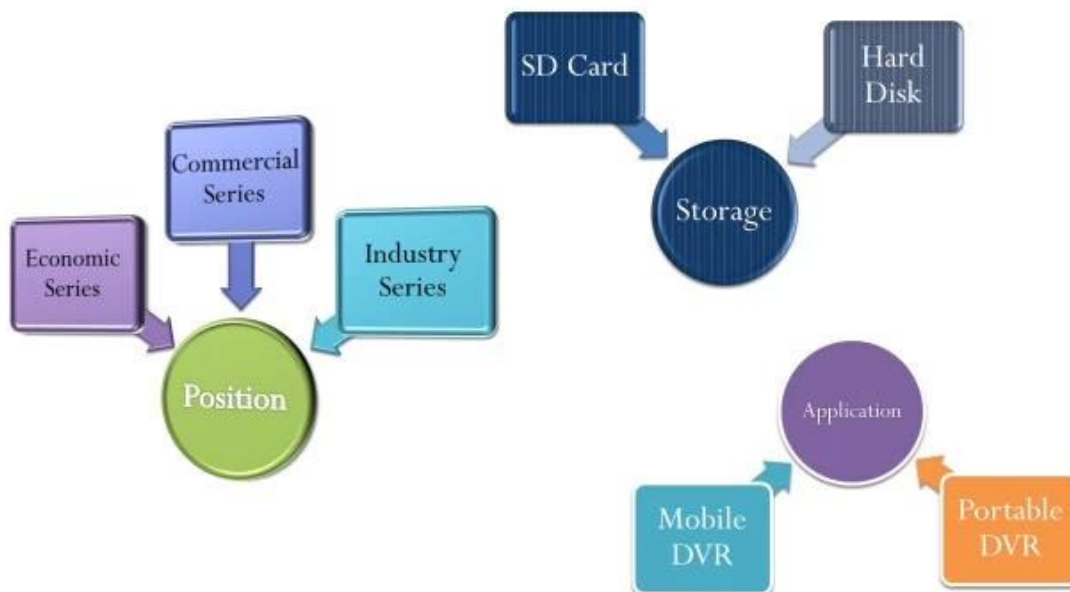 SD Card
Hard
Disk
Storage
Commercial
Series
Economic
Series
Industry
Series
Position
Application
Mobile
DVR
Portable
DVR